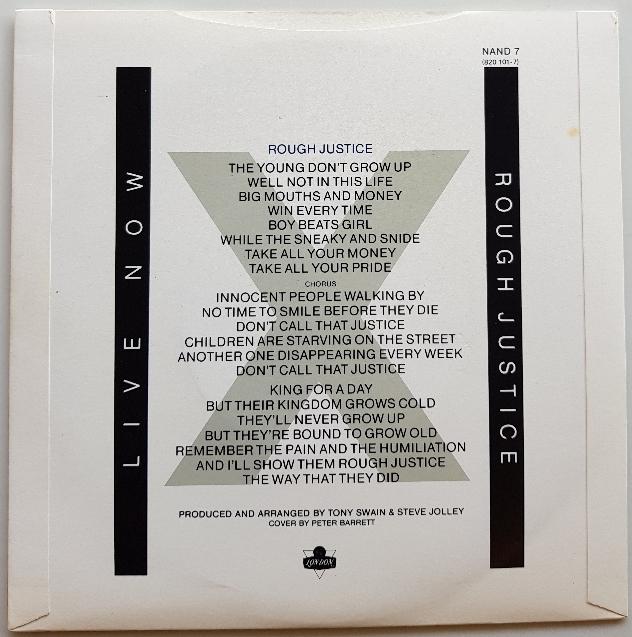 NAND 7
(820 101-7)
LIVE NOW
ROUGH JUSTICE
ROUGH JUSTICE
THE YOUNG DON'T GROW UP
WELL NOT IN THIS LIFE
BIG MOUTHS AND MONEY
WIN EVERY TIME
BOY BEATS GIRL
WHILE THE SNEAKY AND SNIDE
TAKE ALL YOUR MONEY
TAKE ALL YOUR PRIDE
CHORUS
INNOCENT PEOPLE WALKING BY
NO TIME TO SMILE BEFORE THEY DIE
DON'T CALL THAT JUSTICE
CHILDREN ARE STARVING ON THE STREET
ANOTHER ONE DISAPPEARING EVERY WEEK
DON'T CALL THAT JUSTICE
KING FOR A DAY
BUT THEIR KINGDOM GROWS COLD
THEY'LL NEVER GROW UP
BUT THEY'RE BOUND TO GROW OLD
REMEMBER THE PAIN AND THE HUMILIATION
AND I'LL SHOW THEM ROUGH JUSTICE
THE WAY THAT THEY DID
PRODUCED AND ARRANGED BY TONY SWAIN & STEVE JOLLEY
COVER BY PETER BARRETT
LONDON